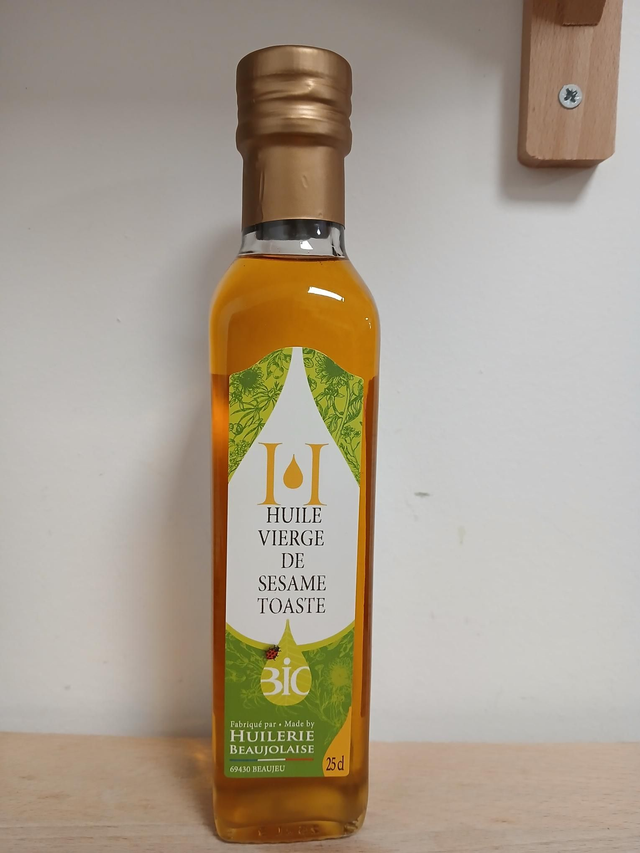 H
HUILE
VIERGE
DE
SESAME
TOASTE
BiO
Fabriqué par • Made by
HUILERIE
BEAUJOLAISE
69430 BEAUJEU
25 cl